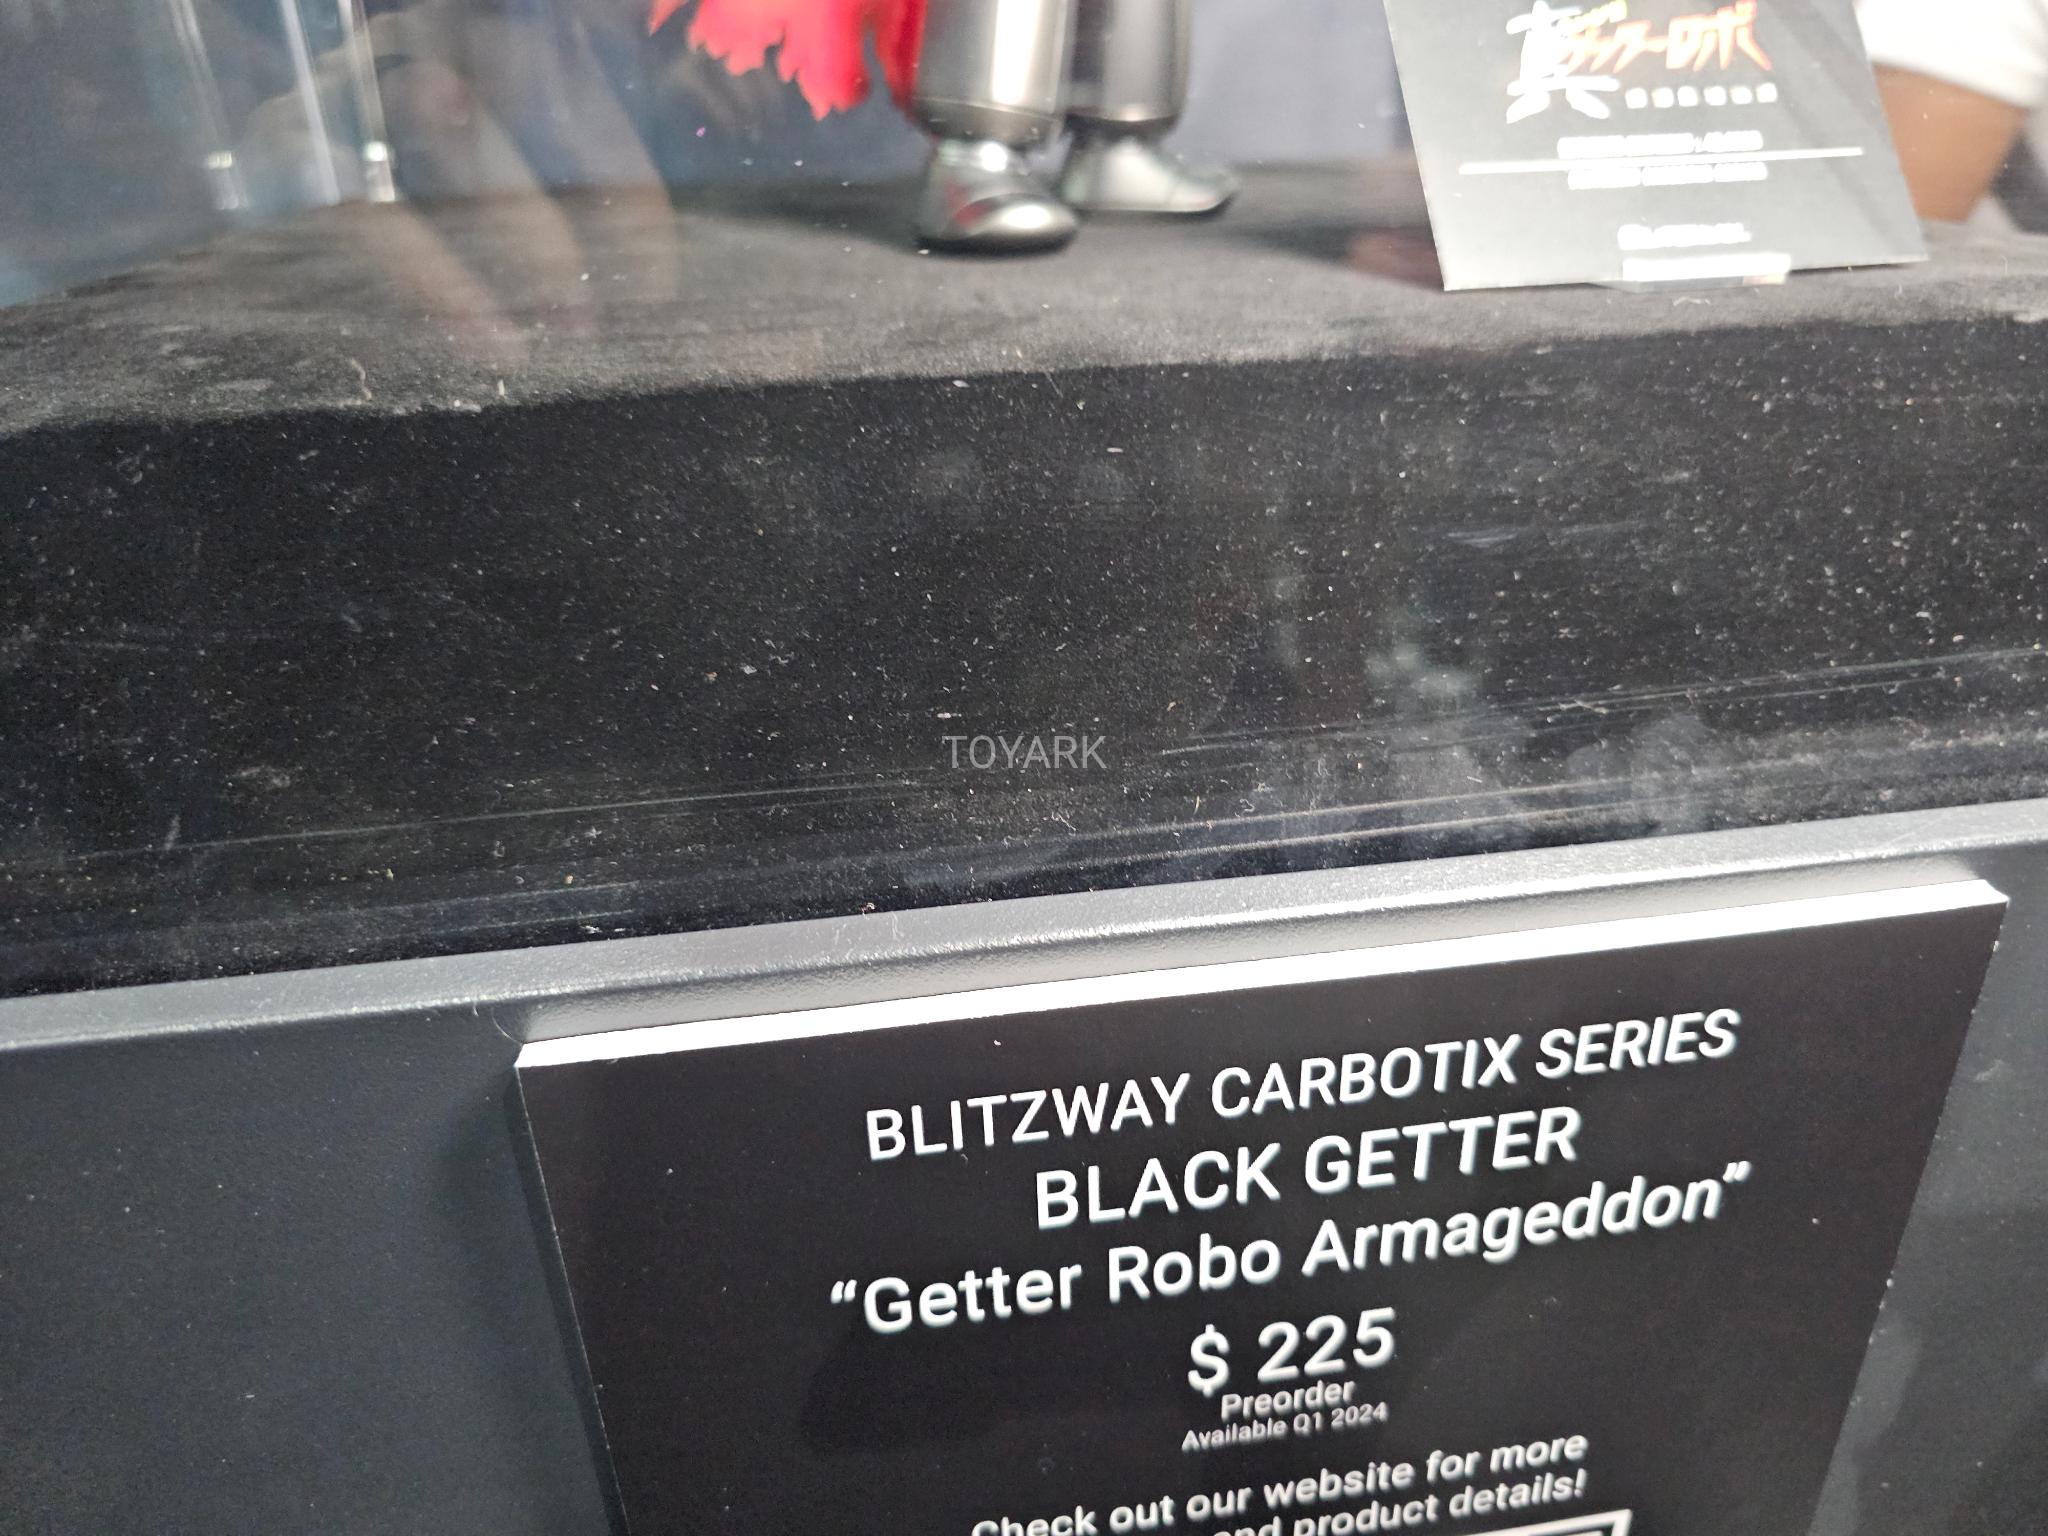 真ゲッターロボ
TOYARK
BLITZWAY CARBOTIX SERIES
BLACK GETTER
“Getter Robo Armageddon”
$ 225
Preorder
Available Q1 2024
Check out our website for more
and product details!